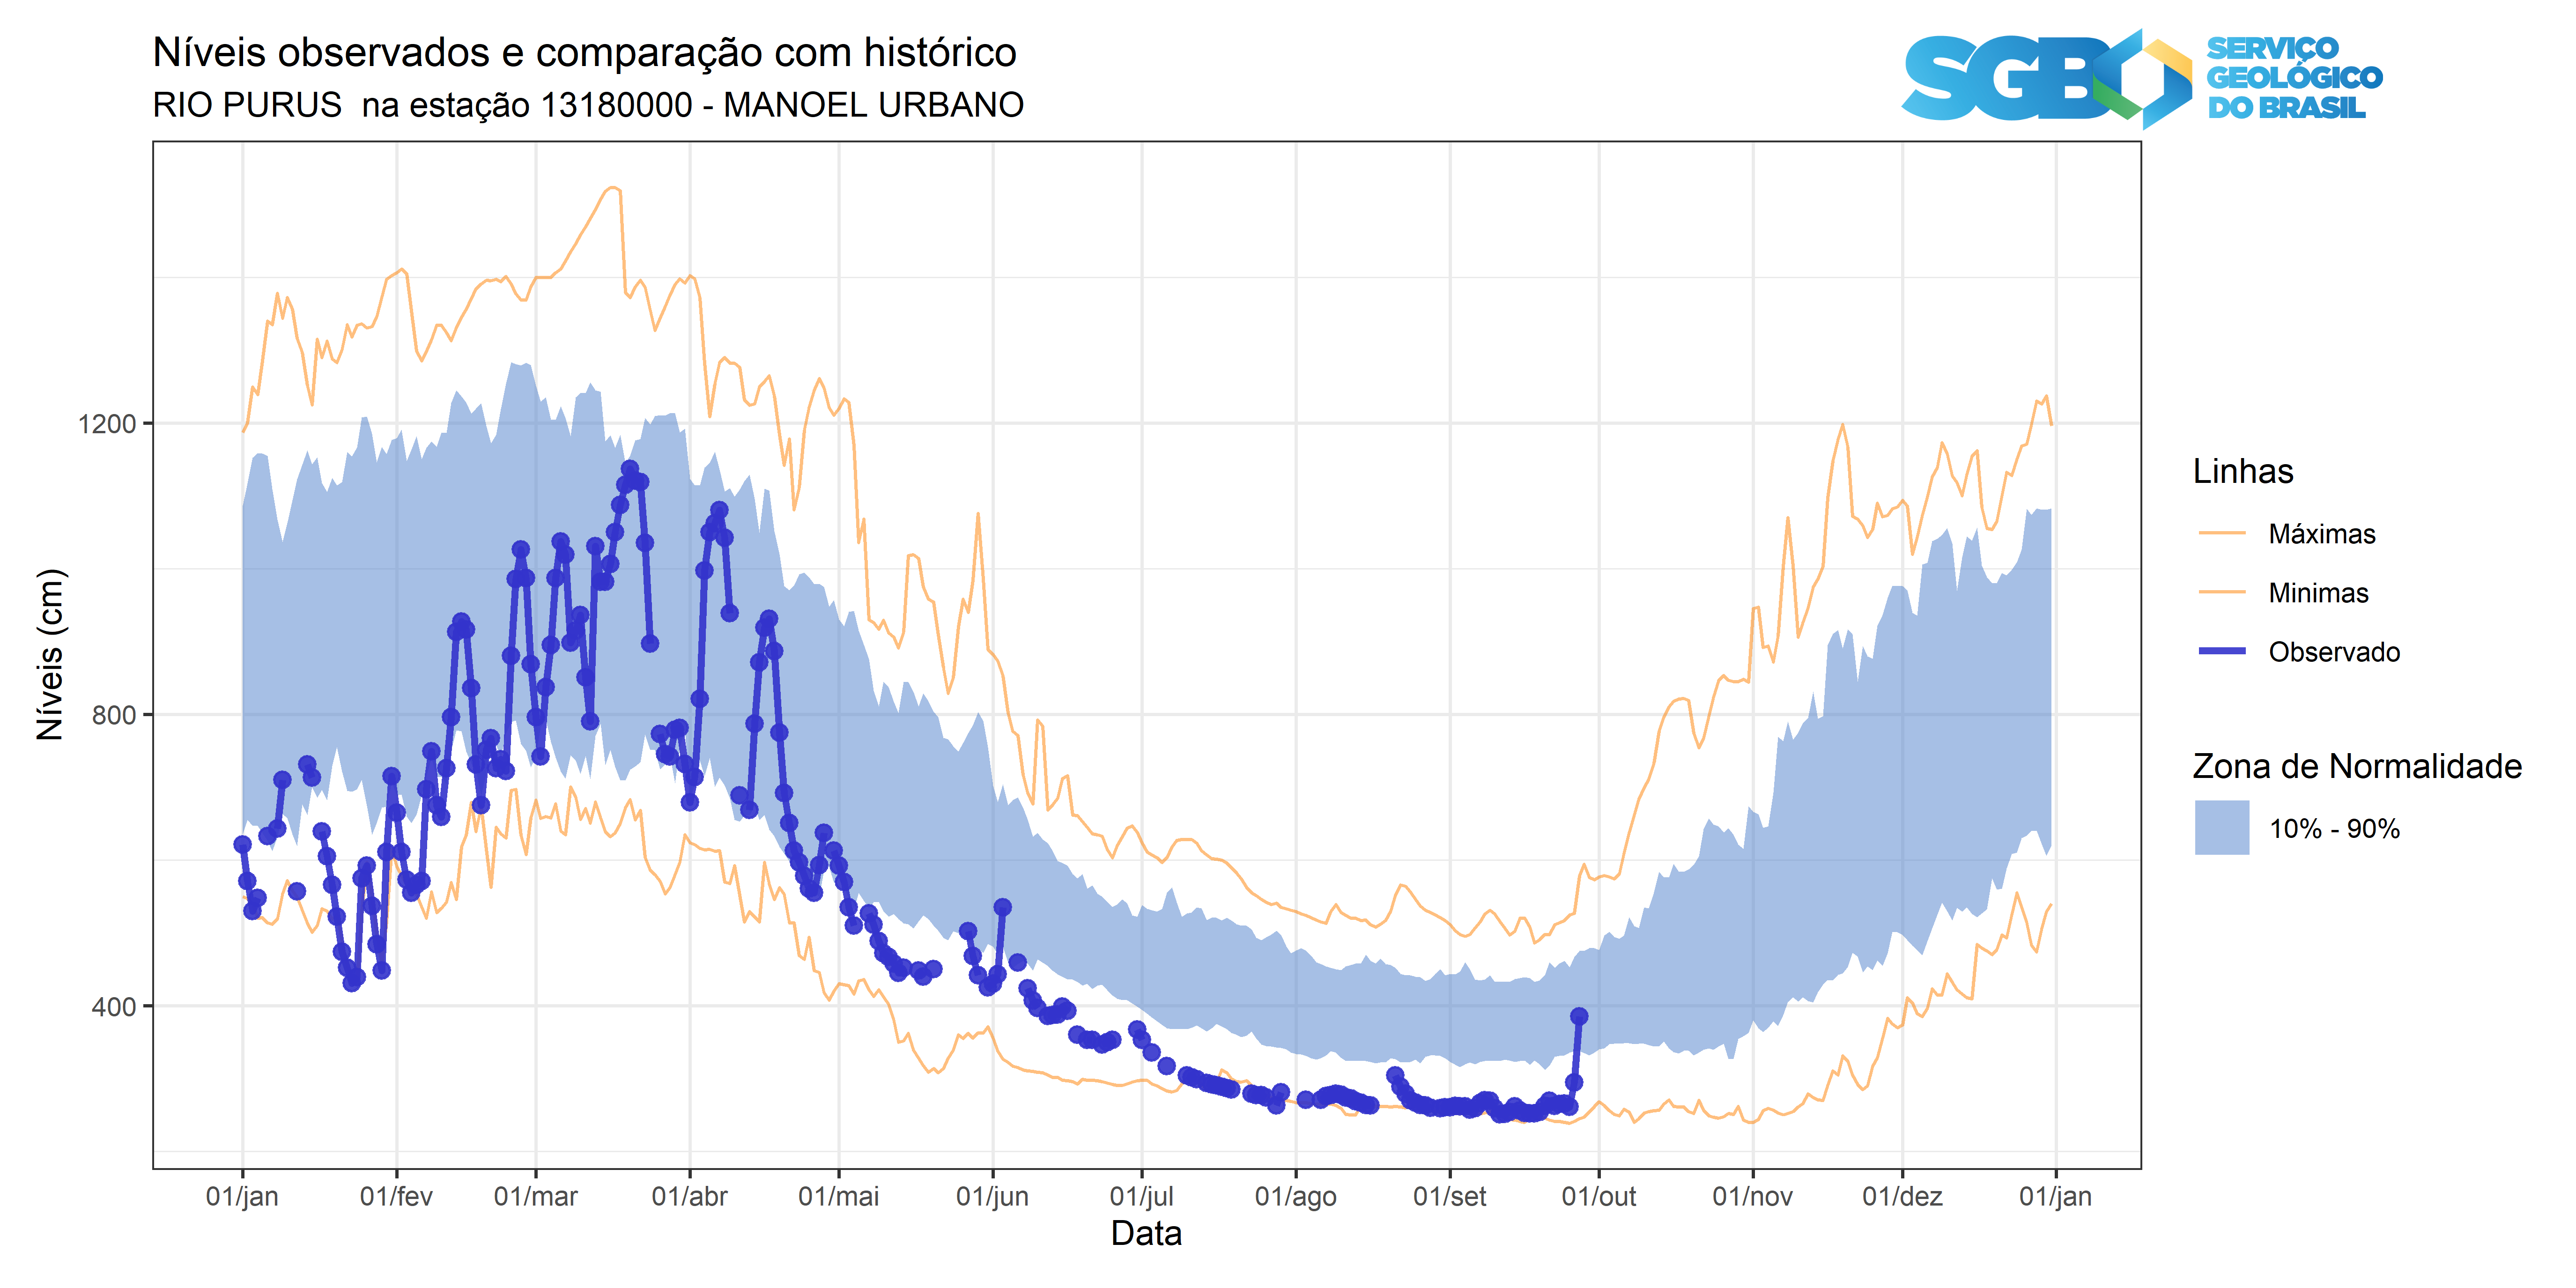 Níveis observados e comparação com histórico
RIO PURUS na estação 13180000 - MANOEL URBANO
SGB
SERVIÇO
GEOLÓGICO
DO BRASIL
Níveis (cm)
1200
800
400
01/jan
01/fev
01/mar
01/abr
01/mai
01/jun
01/jul
01/ago
01/set
01/out
01/nov
01/dez
01/jan
Data
Linhas
Máximas
Minimas
Observado
Zona de Normalidade
10% - 90%